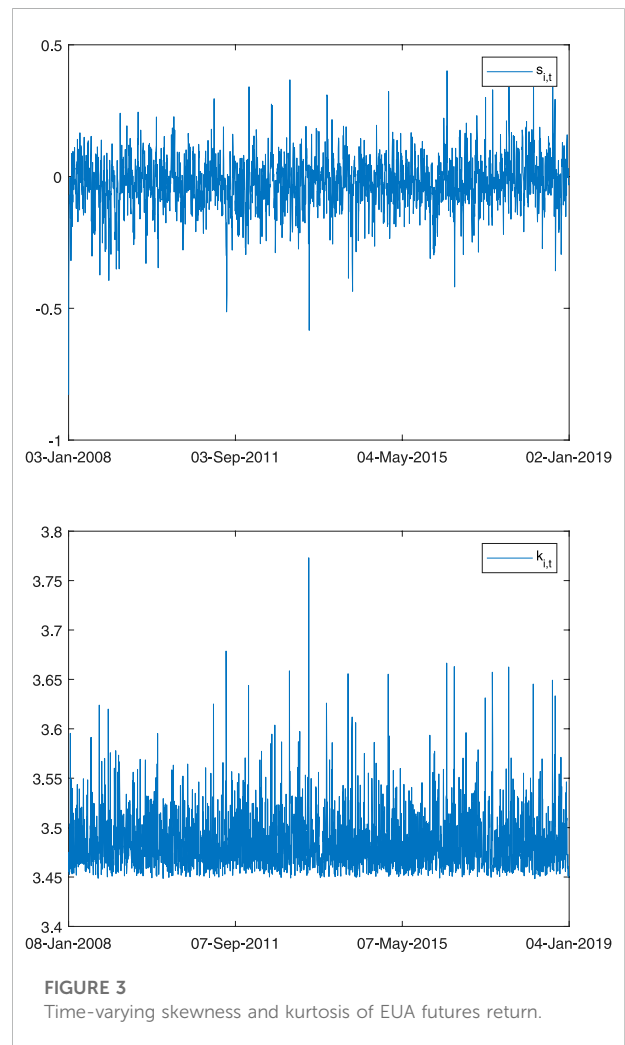 0.5
s_{i,t}
0
-0.5
-1
03-Jan-2008 03-Sep-2011 04-May-2015 02-Jan-2019
3.8
k_{i,t}
3.75
3.7
3.65
3.6
3.55
3.5
3.45
3.4
08-Jan-2008 07-Sep-2011 07-May-2015 04-Jan-2019
FIGURE 3
Time-varying skewness and kurtosis of EUA futures return.